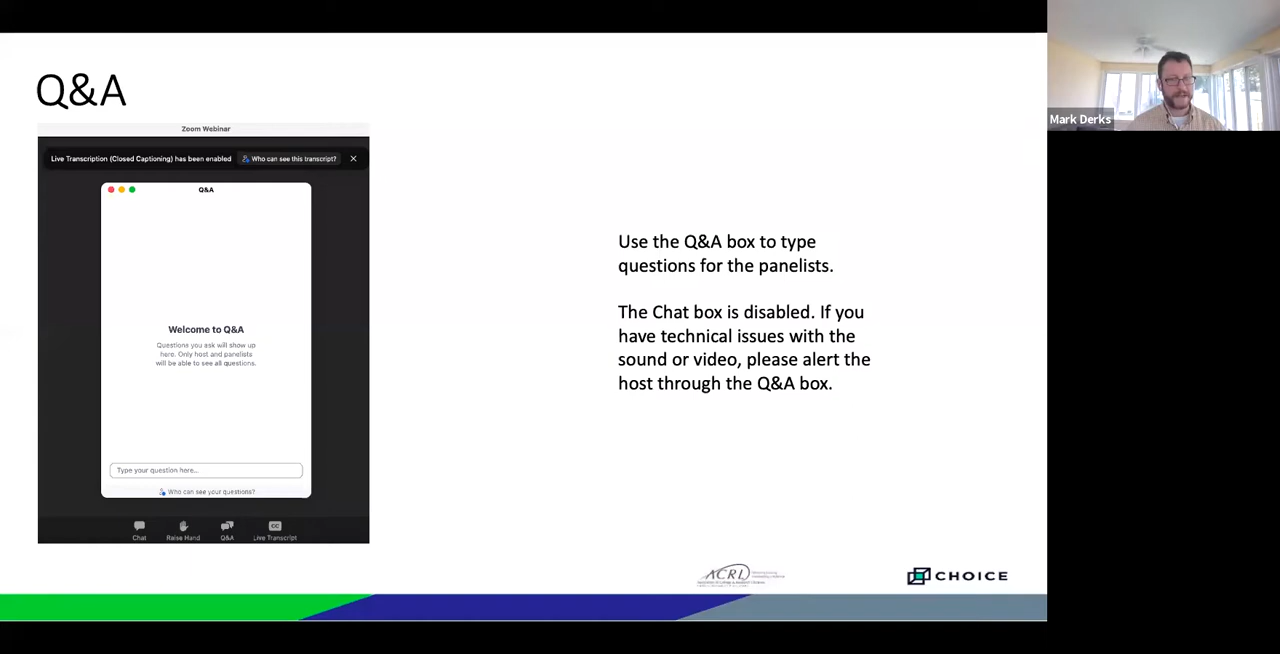 Q&A
Zoom Webinar
Live Transcription (Closed Captioning) has been enabled
Who can see this transcript?
Q&A
Welcome to Q&A
Questions you ask will show up
here. Only host and panelists
will be able to see all questions.
Type your question here...
Who can see your questions?
Chat
Raise Hand
Q&A
CC
Live Transcript
Use the Q&A box to type
questions for the panelists.
The Chat box is disabled. If you
have technical issues with the
sound or video, please alert the
host through the Q&A box.
ACRL
CHOICE
Mark Derks